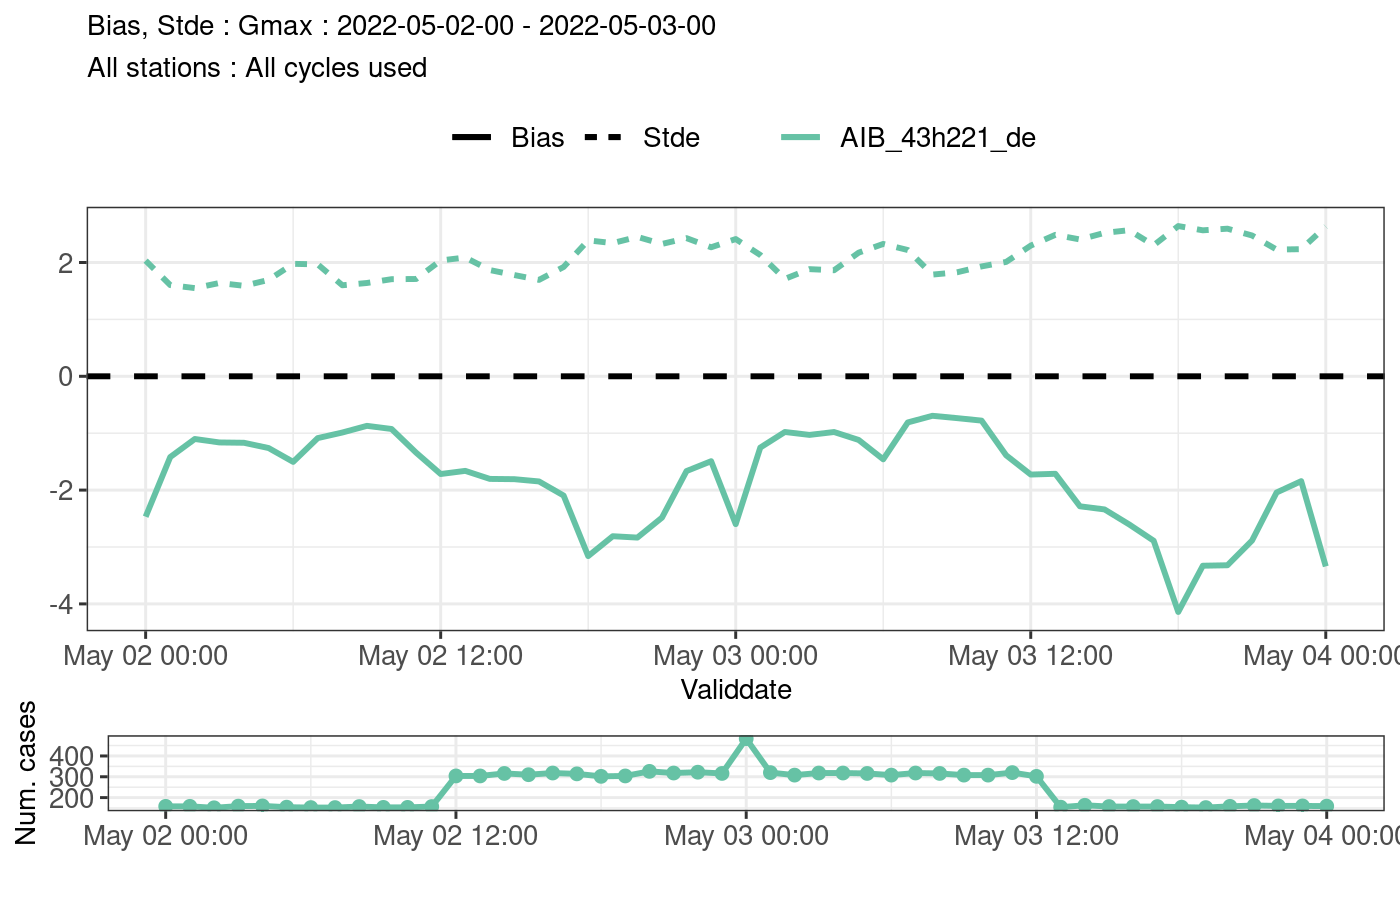 Bias, Stde : Gmax : 2022-05-02-00 - 2022-05-03-00
All stations : All cycles used
Bias Stde AIB_43h221_de
2
0
-2
-4
May 02 00:00 May 02 12:00 May 03 00:00 May 03 12:00 May 04 00:00
Validdate
Num. cases
400
300
200
May 02 00:00 May 02 12:00 May 03 00:00 May 03 12:00 May 04 00:00